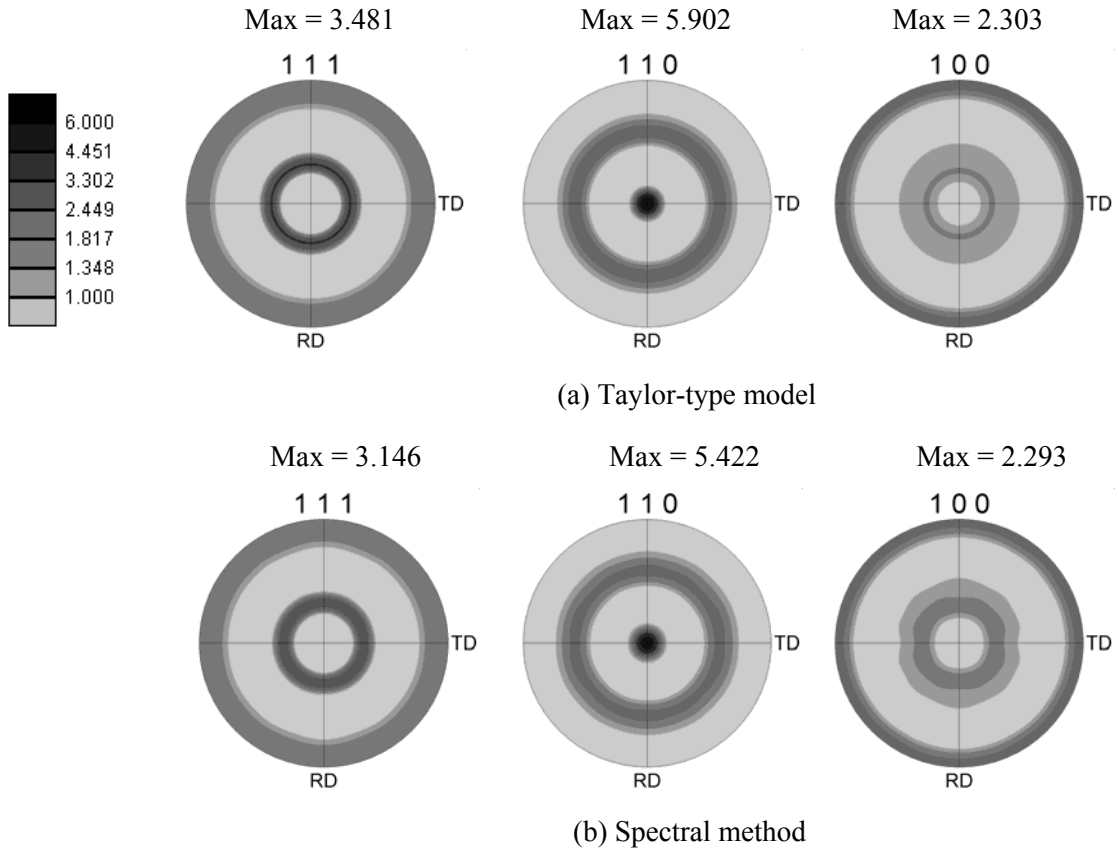 Max = 3.481 Max = 5.902 Max = 2.303
1 1 1 1 1 0 1 0 0
6.000
4.451
3.302
2.449
1.817
1.348
1.000
TD TD TD
RD RD RD
(a) Taylor-type model
Max = 3.146 Max = 5.422 Max = 2.293
1 1 1 1 1 0 1 0 0
TD TD TD
RD RD RD
(b) Spectral method